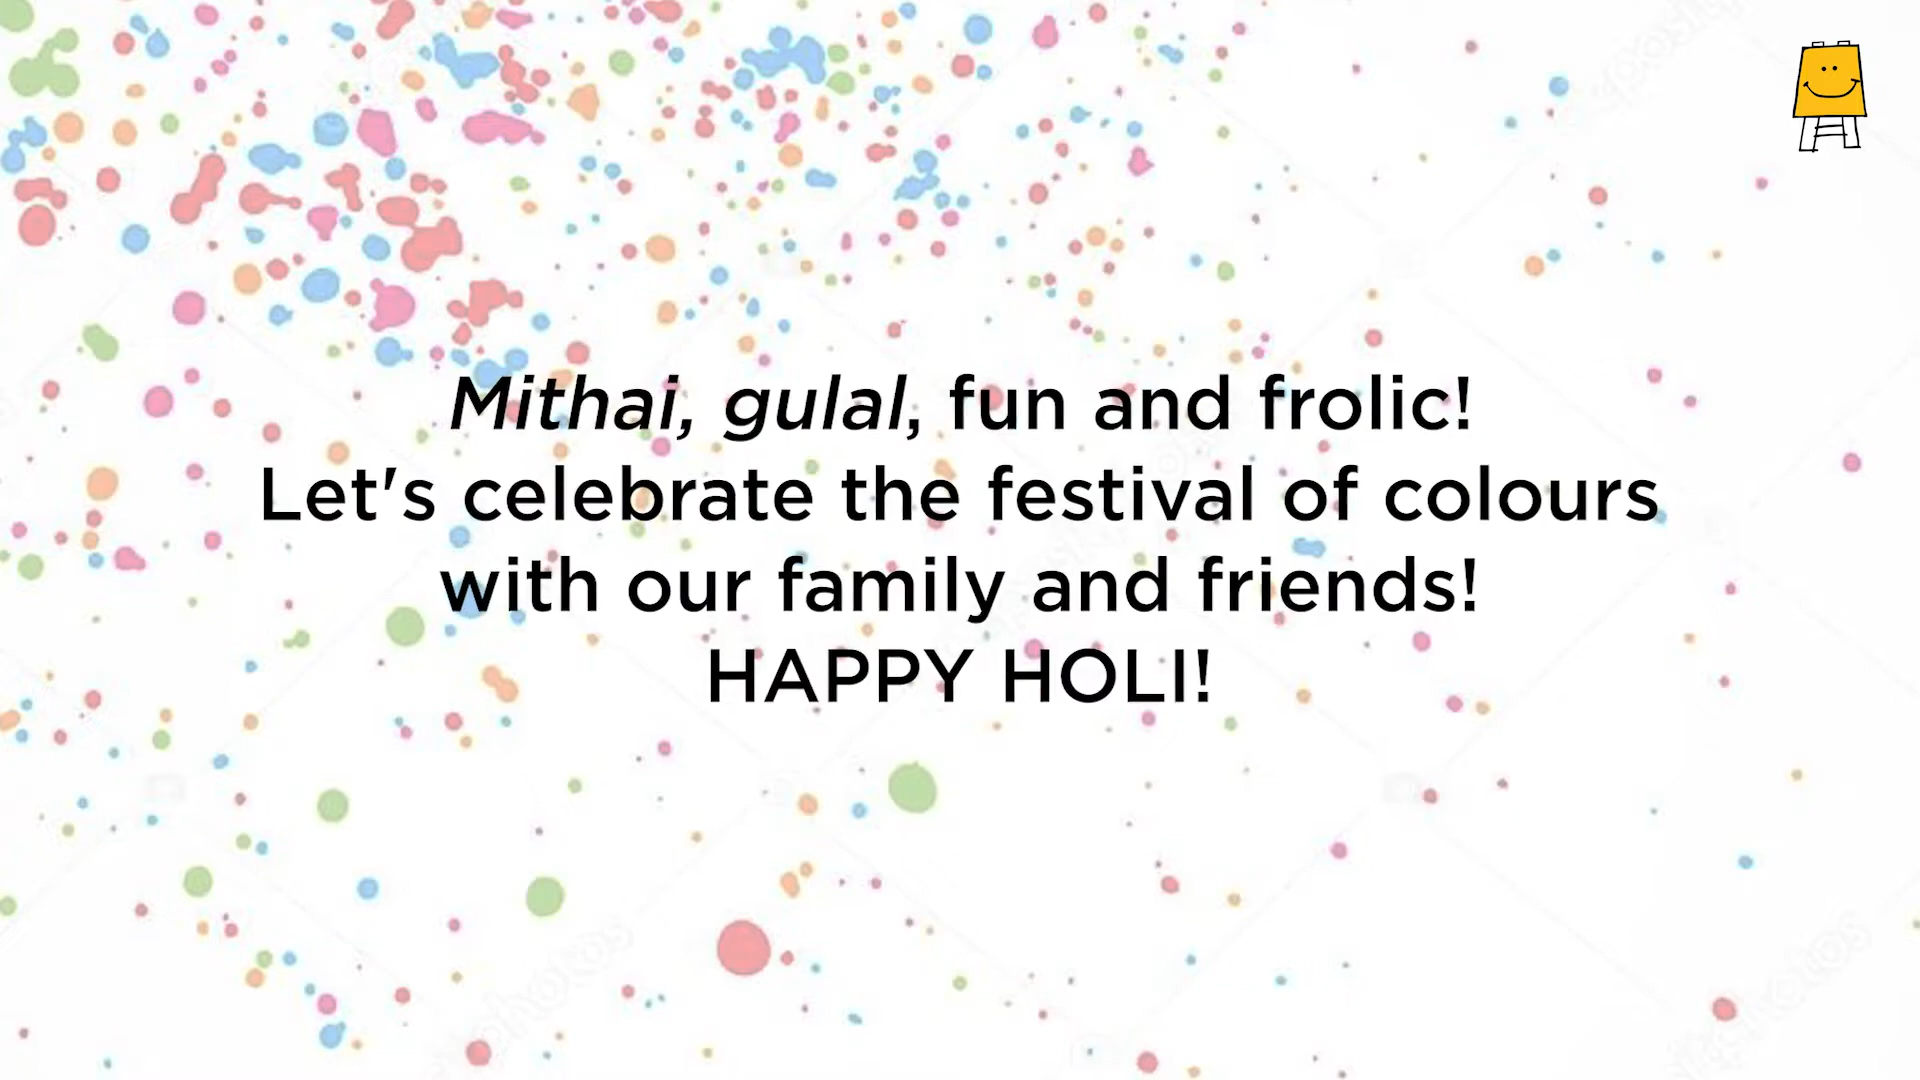 Mithai, gulal, fun and frolic!
Let's celebrate the festival of colours
with our family and friends!
HAPPY HOLI!